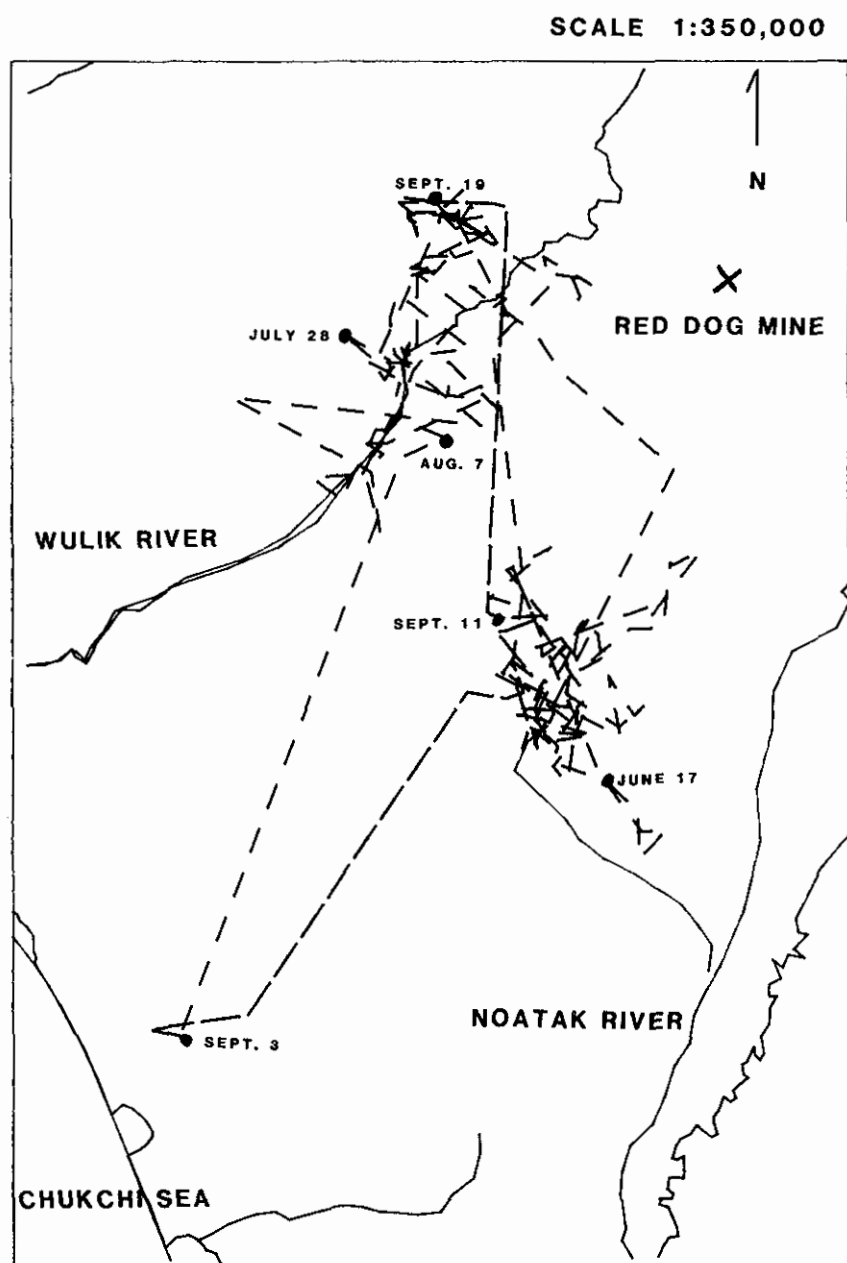 SCALE 1:350,000
SEPT. 19
N
RED DOG MINE
JULY 28
AUG. 7
WULIK RIVER
SEPT. 11
JUNE 17
NOATAK RIVER
SEPT. 3
CHUKCHI SEA